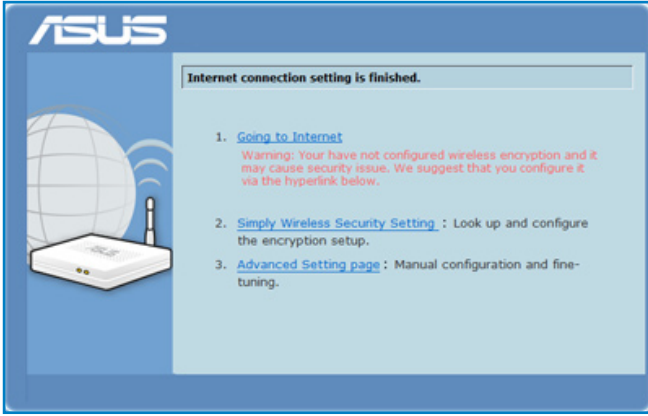 ASUS
Internet connection setting is finished.
1. Going to Internet
Warning: Your have not configured wireless encryption and it
may cause security issue. We suggest that you configure it
via the hyperlink below.
2. Simply Wireless Security Setting : Look up and configure
the encryption setup.
3. Advanced Setting page : Manual configuration and fine-
tuning.